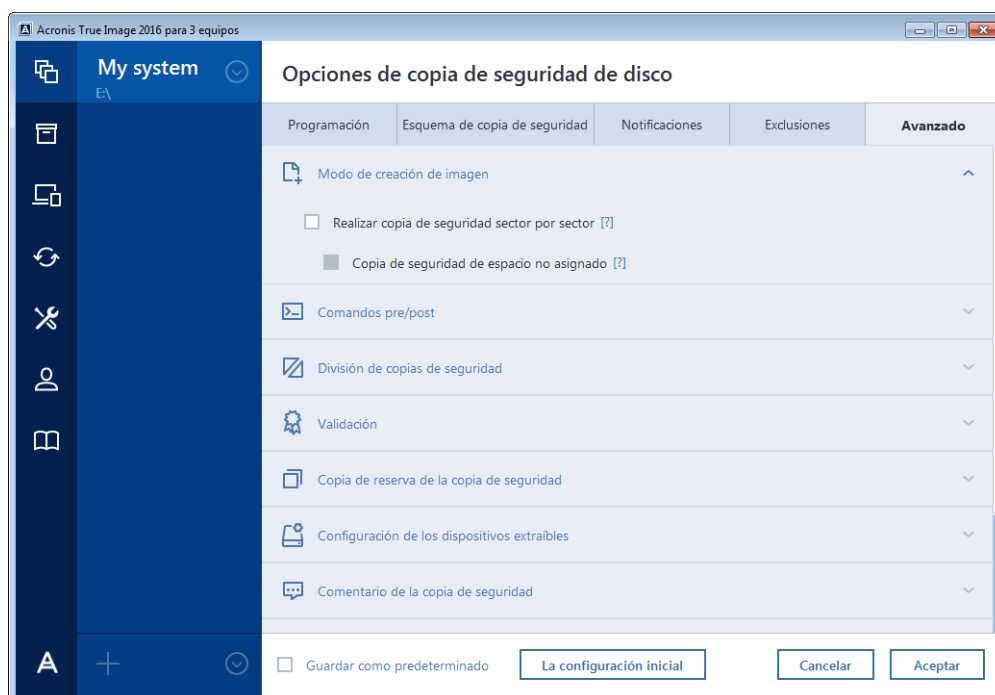 Acronis True Image 2016 para 3 equipos
My system
E:\
Opciones de copia de seguridad de disco
Programación
Esquema de copia de seguridad
Notificaciones
Exclusiones
Avanzado
Modo de creación de imagen
Realizar copia de seguridad sector por sector [?]
Copia de seguridad de espacio no asignado [?]
Comandos pre/post
División de copias de seguridad
Validación
Copia de reserva de la copia de seguridad
Configuración de los dispositivos extraíbles
Comentario de la copia de seguridad
Guardar como predeterminado
La configuración inicial
Cancelar
Aceptar